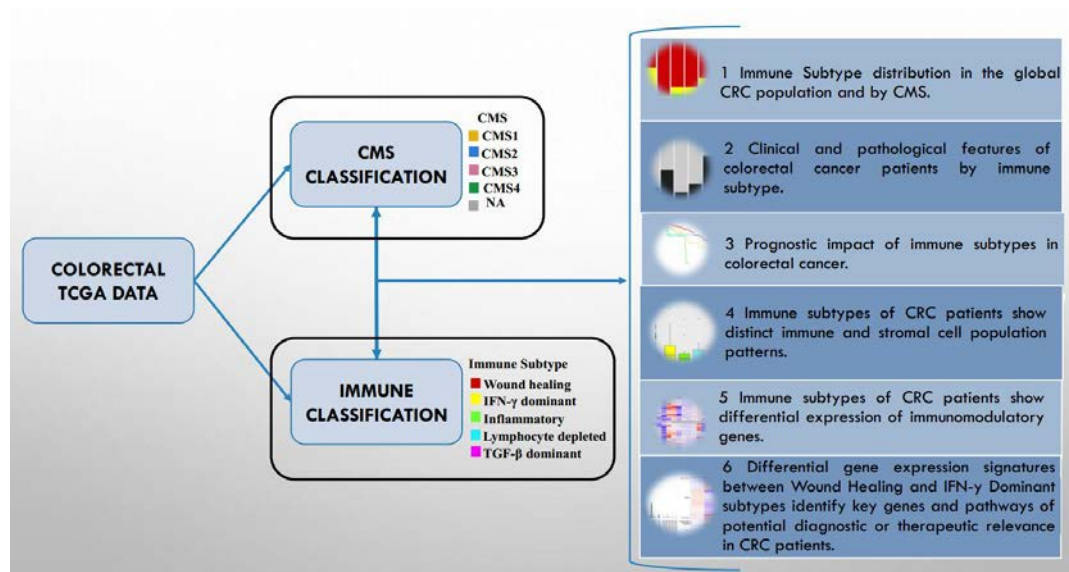 COLORECTAL
TCGA DATA
CMS
CLASSIFICATION
CMS
CMS1
CMS2
CMS3
CMS4
NA
IMMUNE
CLASSIFICATION
Immune Subtype
Wound healing
IFN-γ dominant
Inflammatory
Lymphocyte depleted
TGF-β dominant
1 Immune Subtype distribution in the global
CRC population and by CMS.
2 Clinical and pathological features of
colorectal cancer patients by immune
subtype.
3 Prognostic impact of immune subtypes in
colorectal cancer.
4 Immune subtypes of CRC patients show
distinct immune and stromal cell population
patterns.
5 Immune subtypes of CRC patients show
differential expression of immunomodulatory
genes.
6 Differential gene expression signatures
between Wound Healing and IFN-γ Dominant
subtypes identify key genes and pathways of
potential diagnostic or therapeutic relevance
in CRC patients.